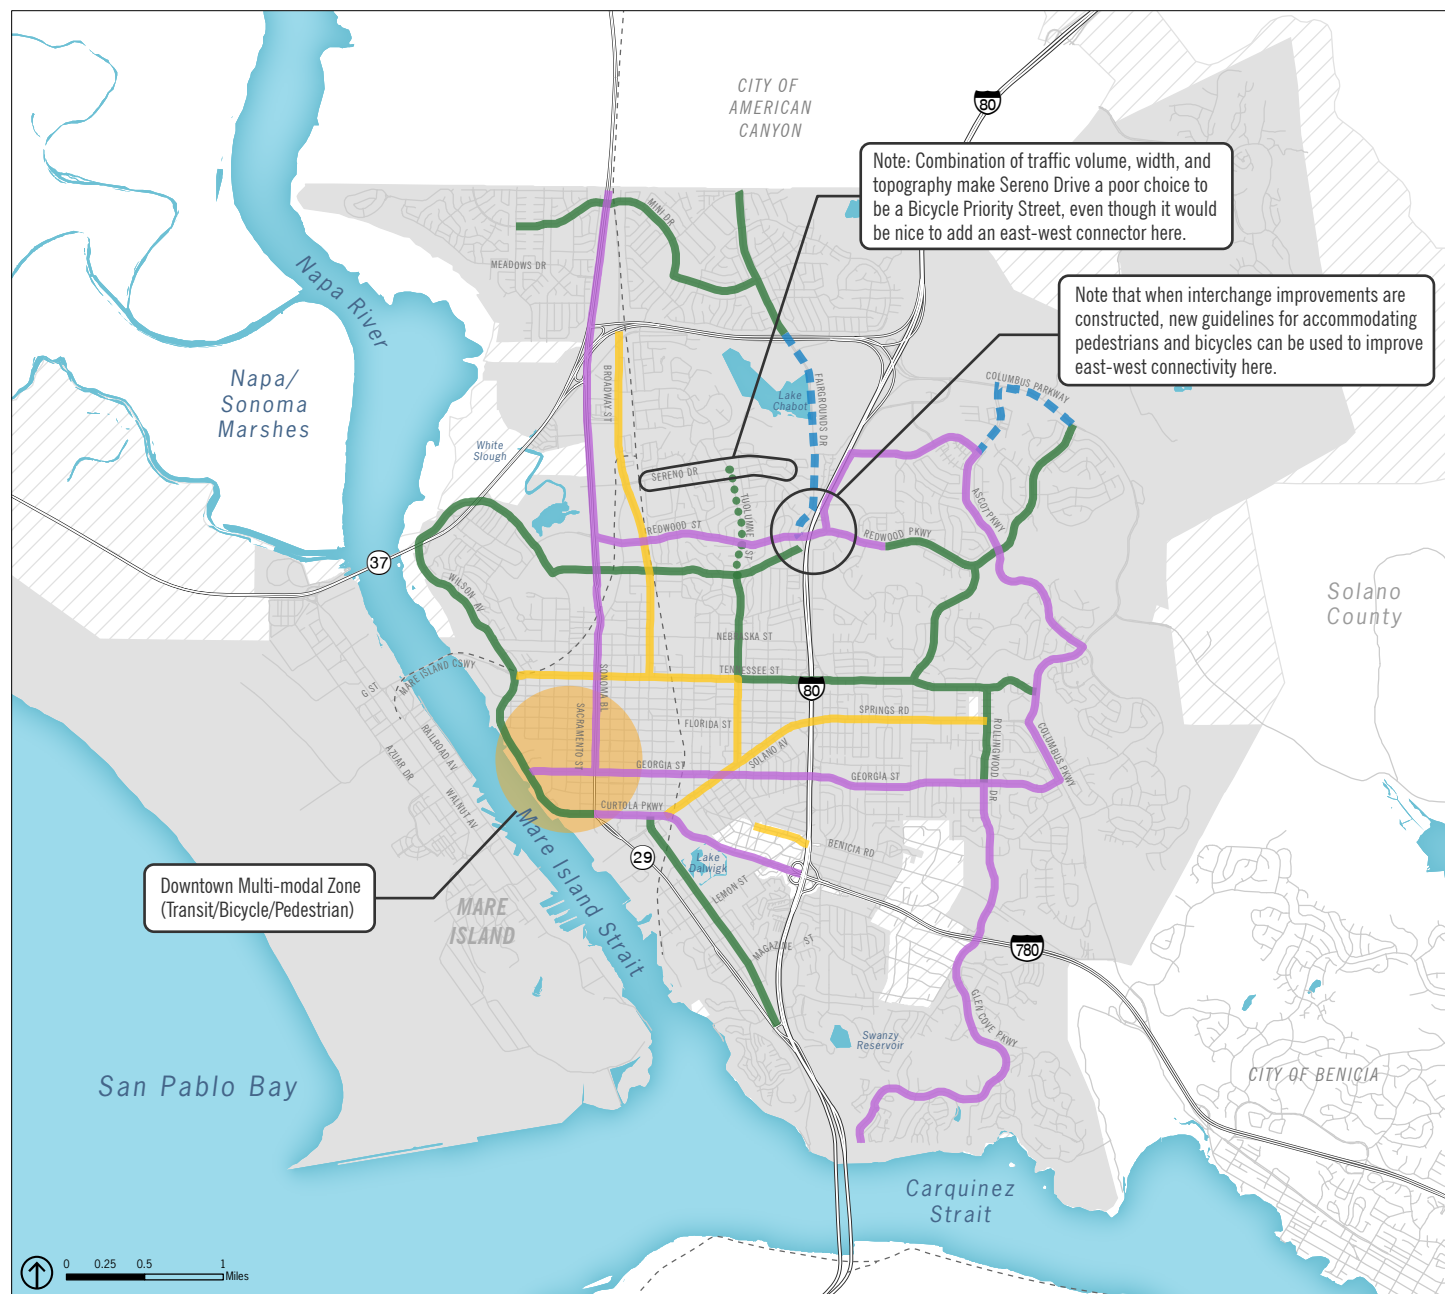 CITY OF
AMERICAN
CANYON
80
Note: Combination of traffic volume, width, and
topography make Sereno Drive a poor choice to
be a Bicycle Priority Street, even though it would
be nice to add an east-west connector here.
MINI DR
MEADOWS DR
Napa River
Note that when interchange improvements are
constructed, new guidelines for accommodating
pedestrians and bicycles can be used to improve
east-west connectivity here.
Napa/
Sonoma
Marshes
BROADWAY ST
Lake
Chabot
FAIRGROUNDS DR
COLUMBUS PARKWAY
White
Slough
SERENO DR
TUOLUMNE ST
ASCOT PKWY
REDWOOD ST
REDWOOD PKWY
37
WILSON AV
Solano
County
NEBRASKA ST
TENNESSEE ST
MARE ISLAND CSWY
G ST
80
SONOMA BL
SACRAMENTO ST
RAILROAD AV
AZUAR DR
WALNUT AV
FLORIDA ST
SPRINGS RD
SOLANO AV
ROLLINGWOOD DR
COLUMBUS PKWY
GEORGIA ST
GEORGIA ST
CURTOLA PKWY
BENICIA RD
29
Lake
Dalwigk
LEMON ST
Downtown Multi-modal Zone
(Transit/Bicycle/Pedestrian)
MARE
ISLAND
Mare Island Strait
MAGAZINE ST
780
GLEN COVE PKWY
Swanzy
Reservoir
San Pablo Bay
CITY OF BENICIA
Carquinez
Strait
0 0.25 0.5 1
Miles